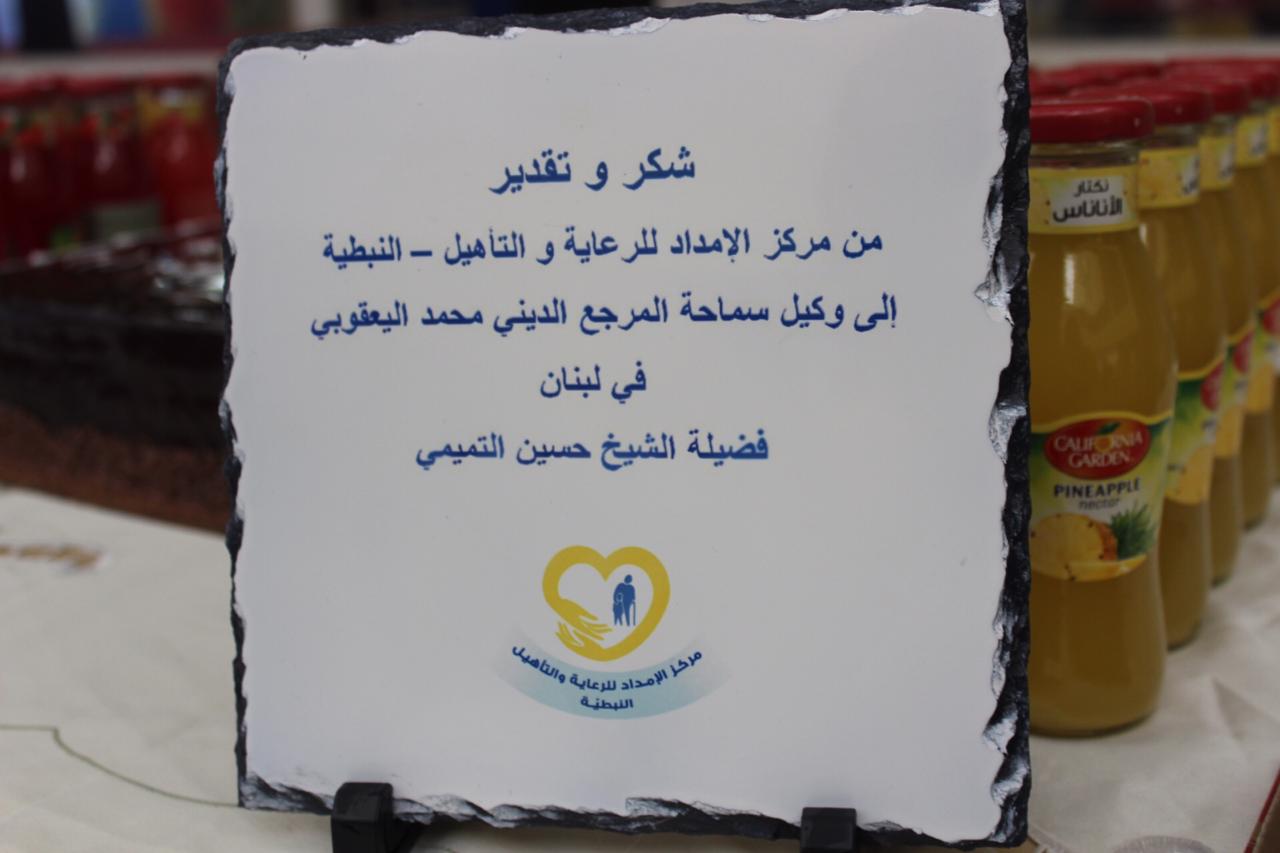 شكر و تقدير
من مركز الإمداد للرعاية و التأهيل – النبطية
إلى وكيل سماحة المرجع الديني محمد اليعقوبي
في لبنان
فضيلة الشيخ حسين التميمي
مركز الإمداد للرعاية والتأهيل
النبطيّة
نكتار
الأناناس
CALIFORNIA
GARDEN
PINEAPPLE
nectar